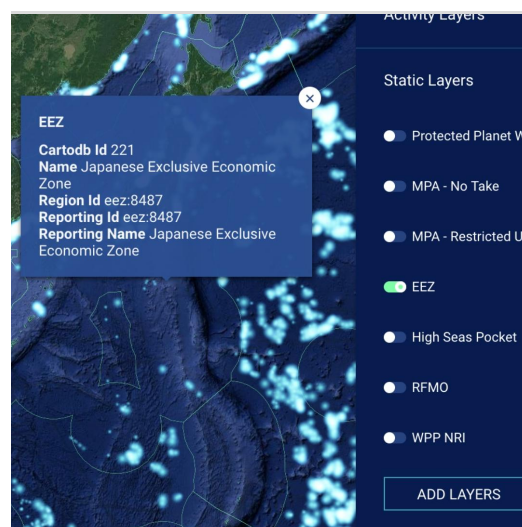 EEZ
Cartodb Id 221
Name Japanese Exclusive Economic
Zone
Region Id eez:8487
Reporting Id eez:8487
Reporting Name Japanese Exclusive
Economic Zone
Activity Layers
Static Layers
Protected Planet W
MPA - No Take
MPA - Restricted U
EEZ
High Seas Pocket
RFMO
WPP NRI
ADD LAYERS